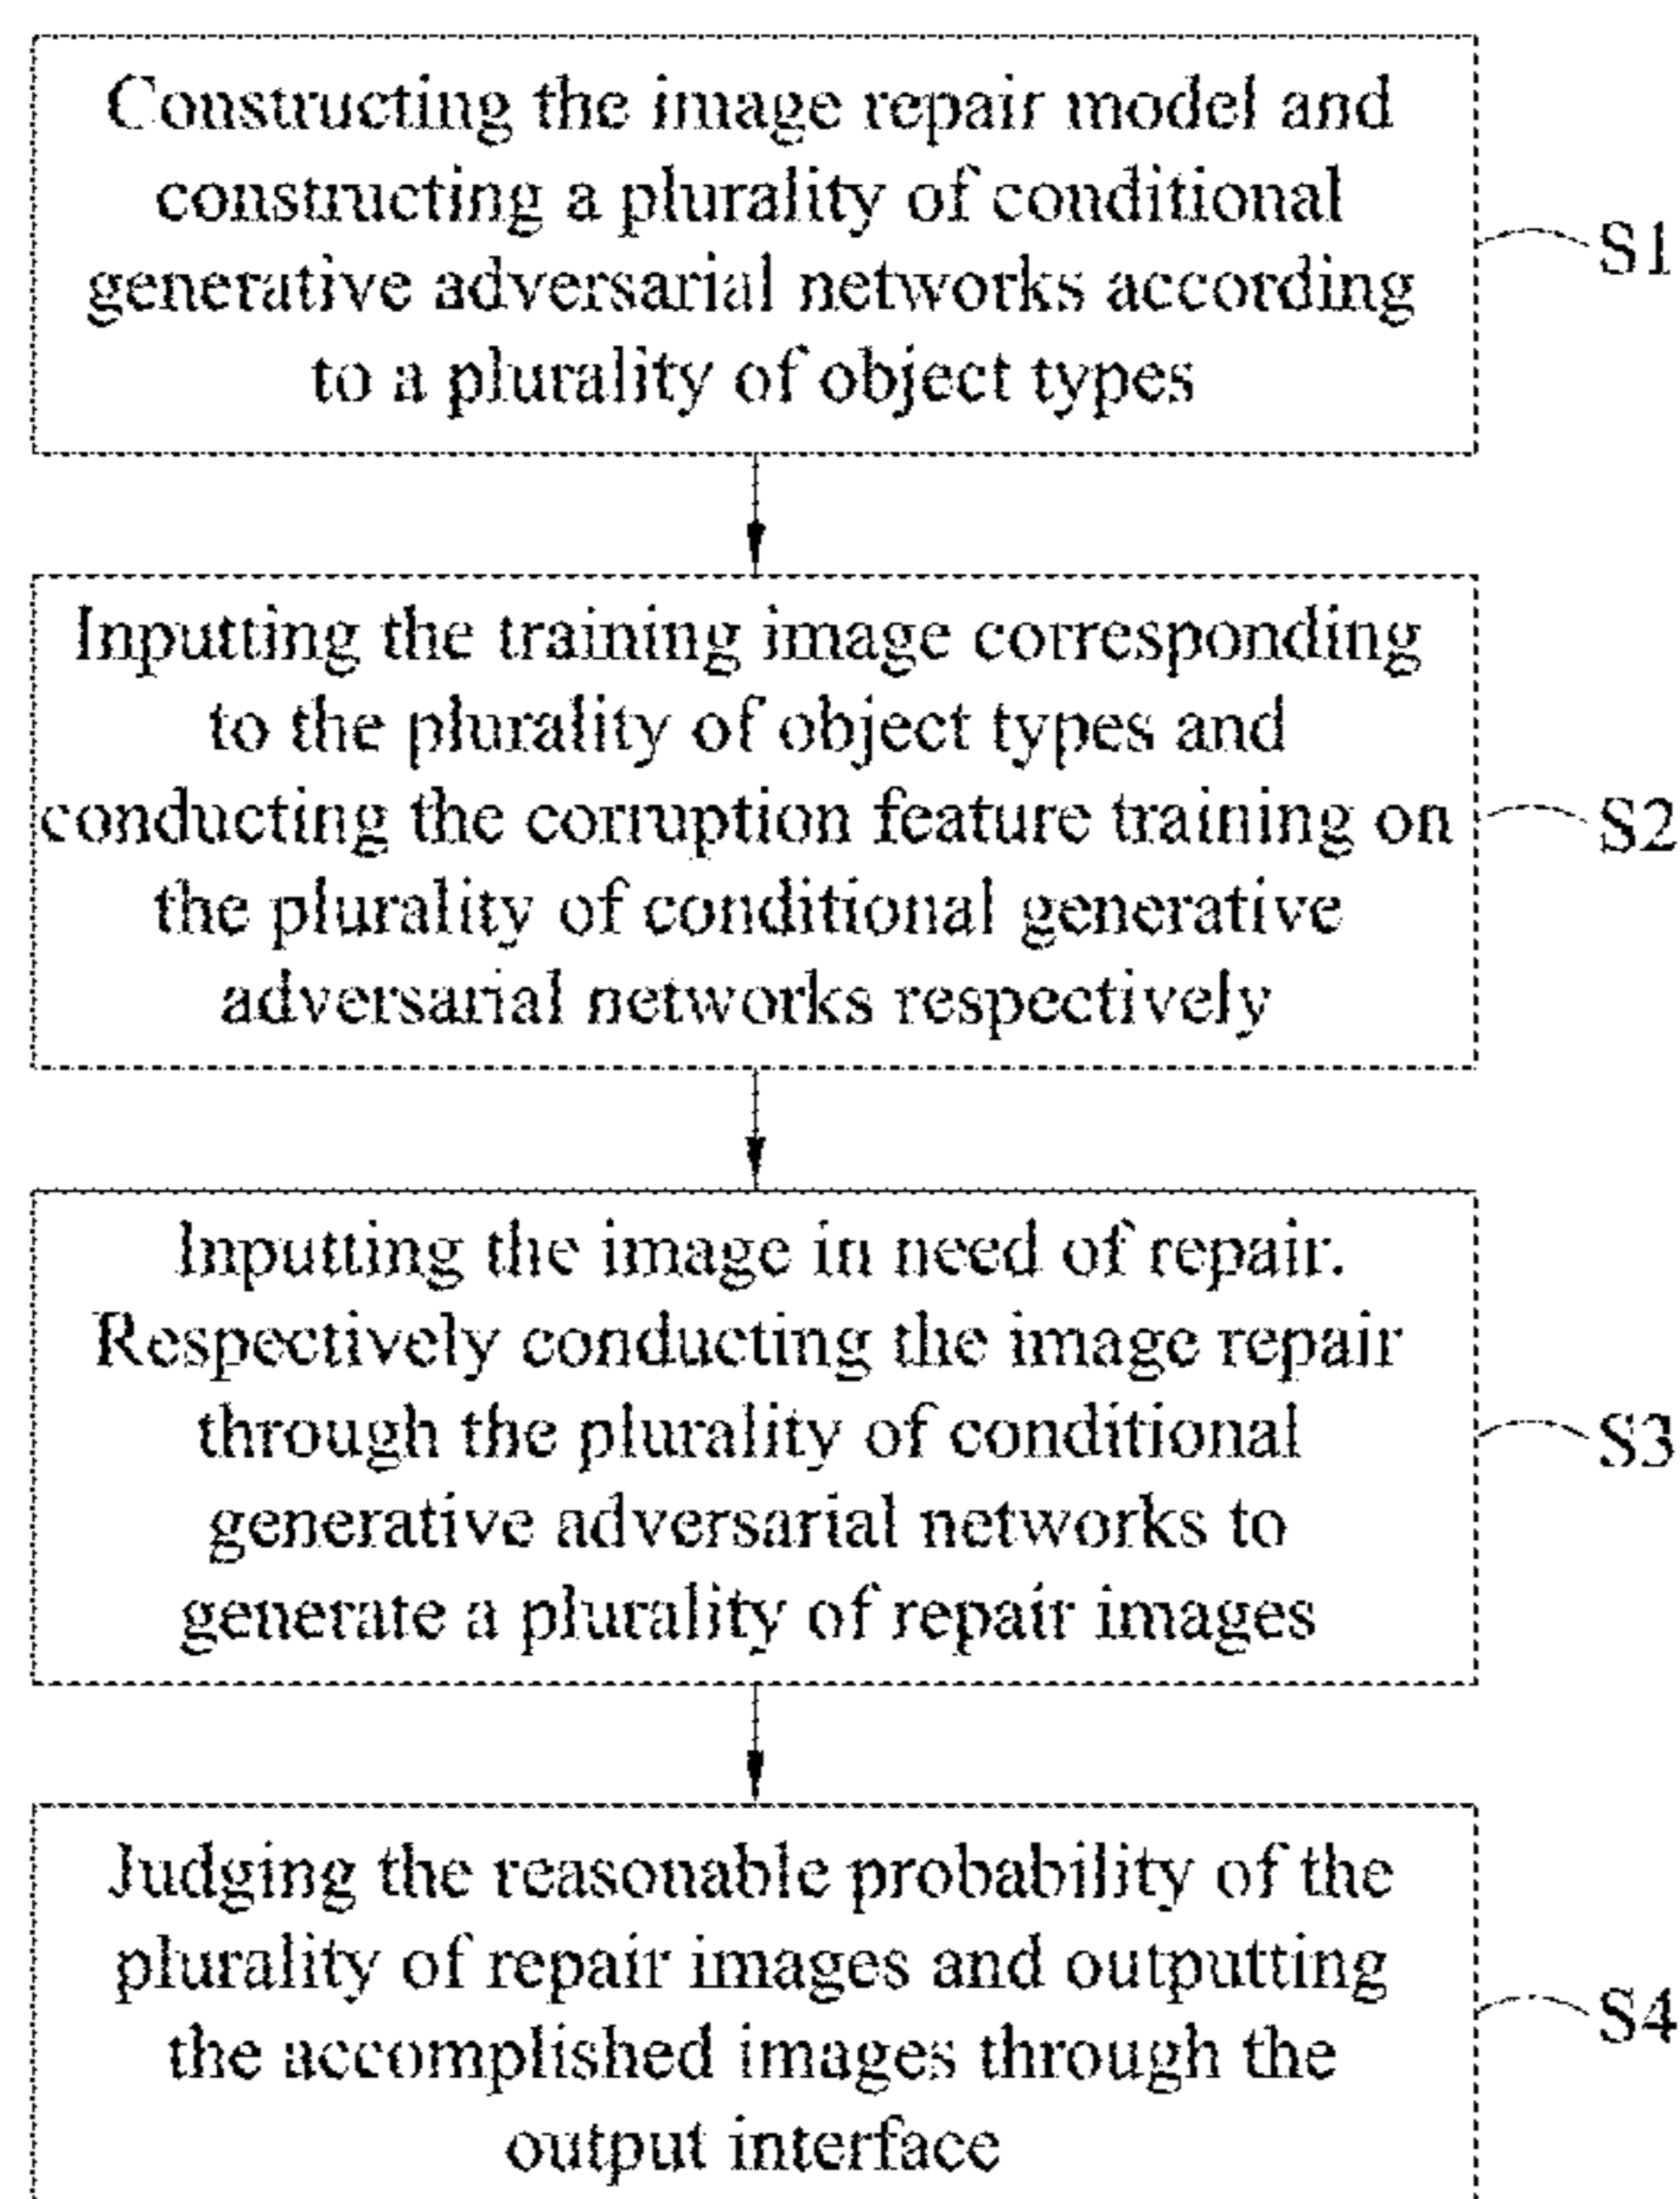 Constructing the image repair model and
constructing a plurality of conditional
generative adversarial networks according
to a plurality of object types
S1
Inputting the training image corresponding
to the plurality of object types and
conducting the corruption feature training on
the plurality of conditional generative
adversarial networks respectively
S2
Inputting the image in need of repair.
Respectively conducting the image repair
through the plurality of conditional
generative adversarial networks to
generate a plurality of repair images
S3
Judging the reasonable probability of the
plurality of repair images and outputting
the accomplished images through the
output interface
S4